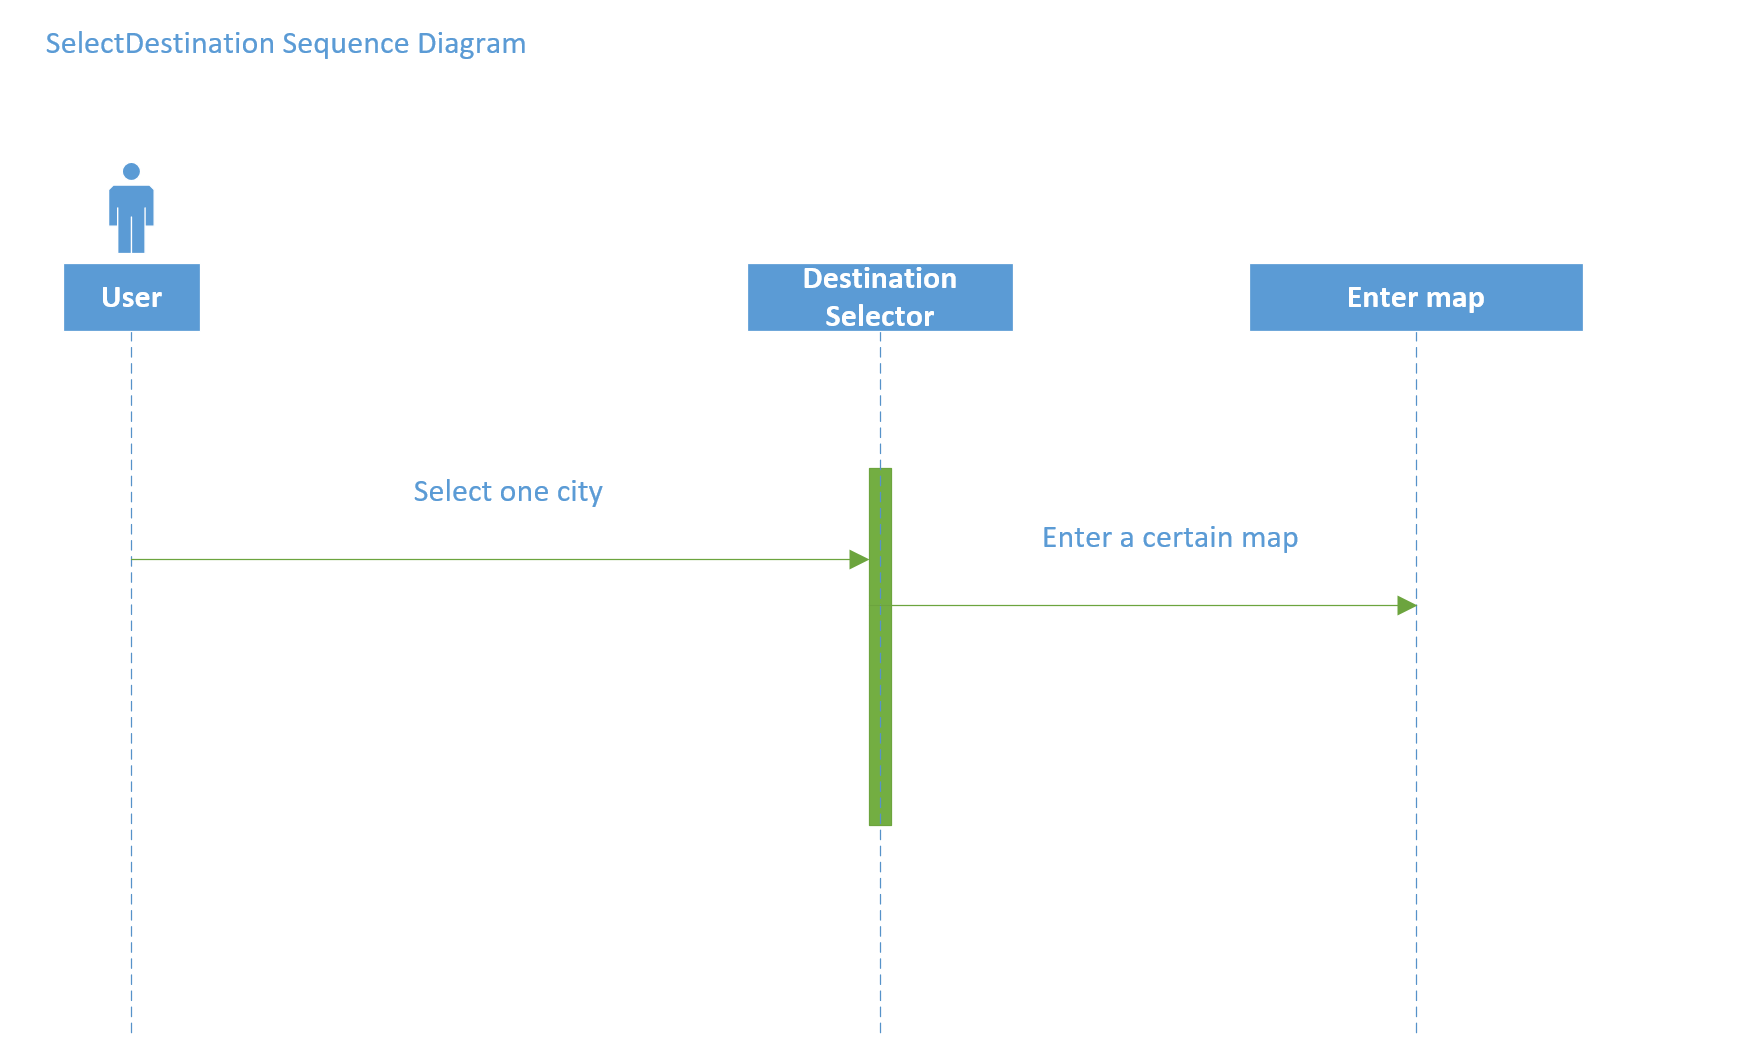 SelectDestination Sequence Diagram
User
Destination
Selector
Enter map
Select one city
Enter a certain map